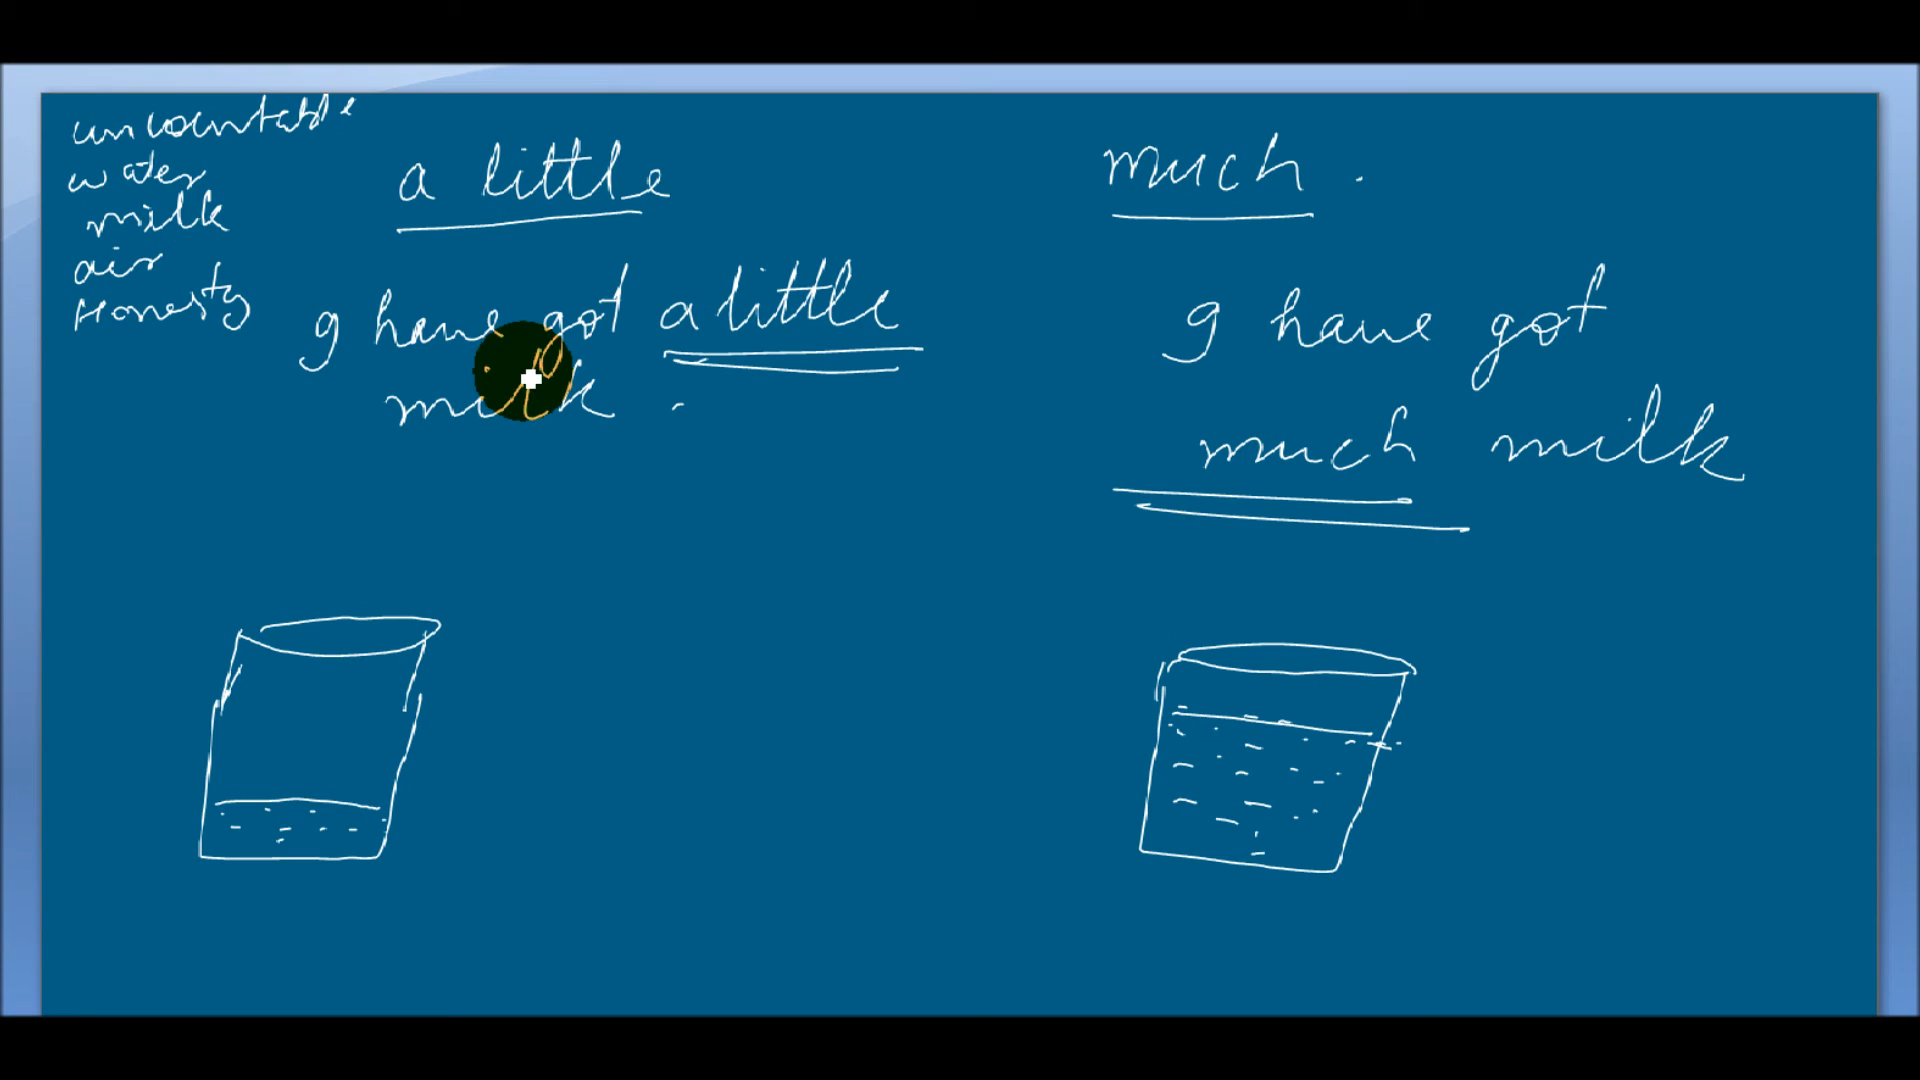 uncountable
water
milk
air
Honesty
a little
I have got a little
milk .
much .
I have got
much milk